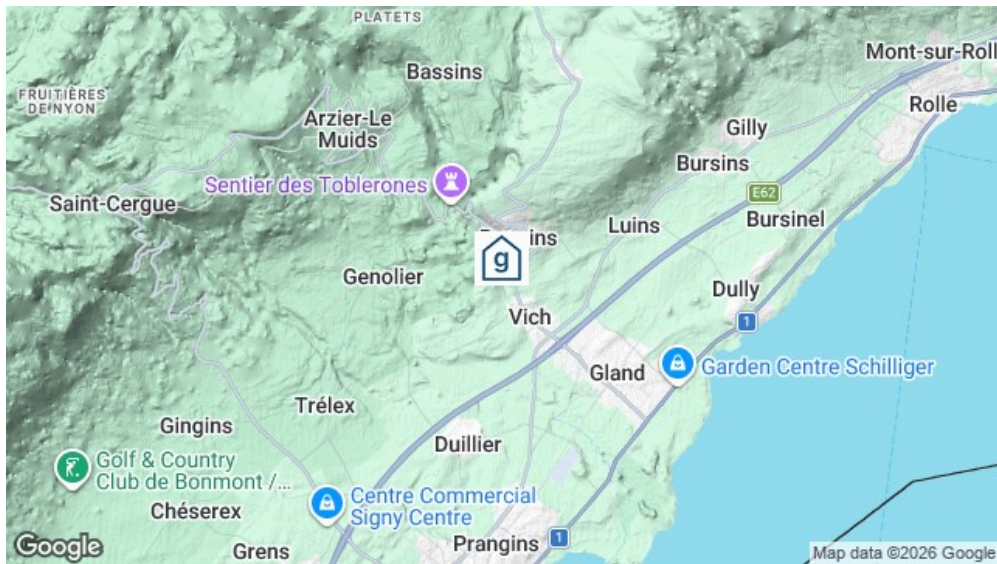 PLATETS
Mont-sur-Roll
Bassins
FRUITIÈRES
DE NYON
Rolle
Arzier-Le
Muids
Gilly
Bursins
Sentier des Toblerones
E62
Saint-Cergue
Bursinel
Luins
ins
g
Genolier
Dully
Vich
1
Garden Centre Schilliger
Gland
Trélex
Gingins
Duillier
Golf & Country
Club de Bonmont /...
Centre Commercial
Signy Centre
Chéserex
Grens
Prangins
1
Google
Map data ©2026 Google